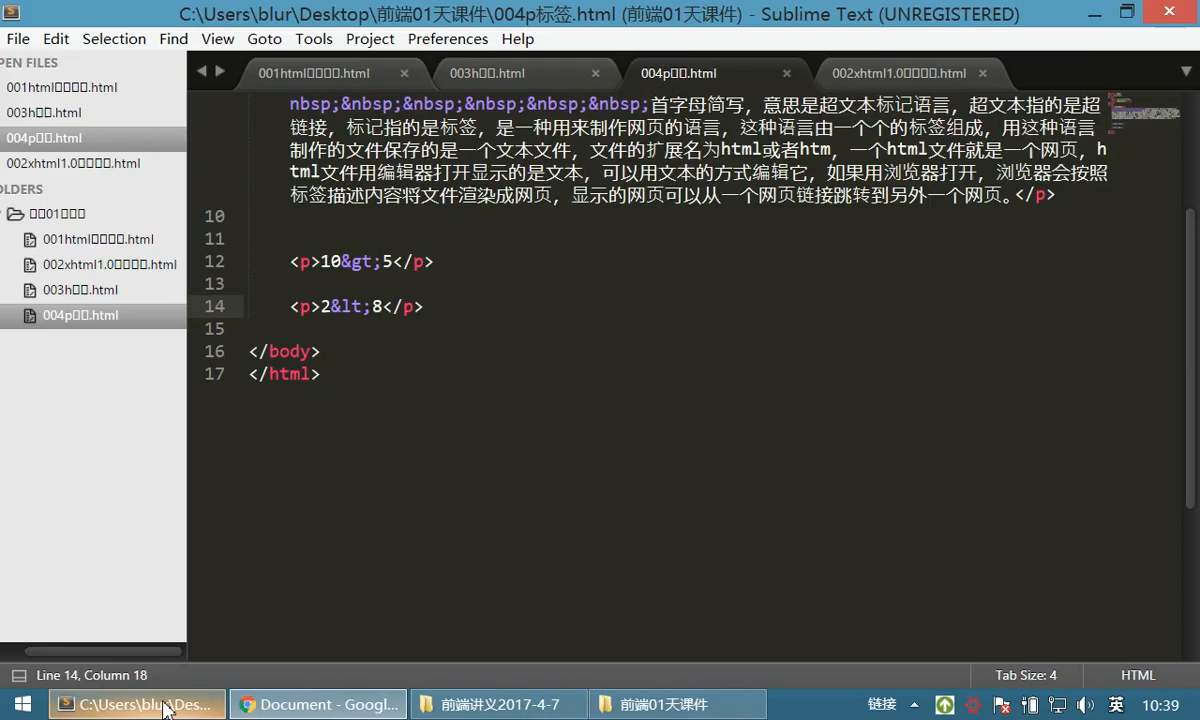 C:\Users\blur\Desktop\前端01天课件\004p标签.html (前端01天课件) - Sublime Text (UNREGISTERED)
File Edit Selection Find View Goto Tools Project Preferences Help
PEN FILES
001html□□□□.html
003h□□.html
004p□□.html
002xhtml1.0□□□□.html
OLDERS
□□01□□□
001html□□□□.html
002xhtml1.0□□□□.html
003h□□.html
004p□□.html
001html□□□□.html × 003h□□.html × 004p□□.html × 002xhtml1.0□□□□.html ×
nbsp;&nbsp;&nbsp;&nbsp;&nbsp;&nbsp;首字母简写，意思是超文本标记语言，超文本指的是超
链接，标记指的是标签，是一种用来制作网页的语言，这种语言由一个个的标签组成，用这种语言
制作的文件保存的是一个文本文件，文件的扩展名为html或者htm，一个html文件就是一个网页，h
tml文件用编辑器打开显示的是文本，可以用文本的方式编辑它，如果用浏览器打开，浏览器会按照
标签描述内容将文件渲染成网页，显示的网页可以从一个网页链接跳转到另外一个网页。</p>
10
11
12 <p>10&gt;5</p>
13
14 <p>2&lt;8</p>
15
16 </body>
17 </html>
Line 14, Column 18 Tab Size: 4 HTML
C:\Users\blur\Des... Document - Googl... 前端讲义2017-4-7 前端01天课件 链接 英 10:39